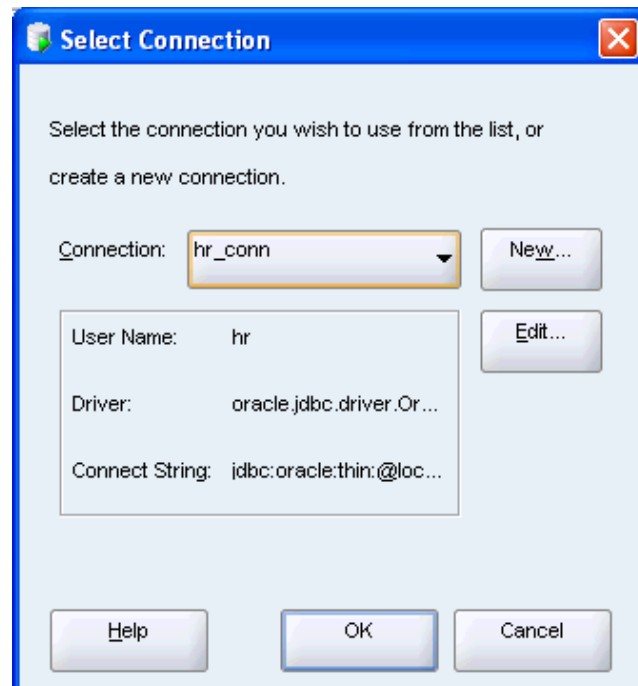 Select Connection
Select the connection you wish to use from the list, or
create a new connection.
Connection: hr_conn New...
User Name: hr Edit...
Driver: oracle.jdbc.driver.Or...
Connect String: jdbc:oracle:thin:@loc...
Help OK Cancel